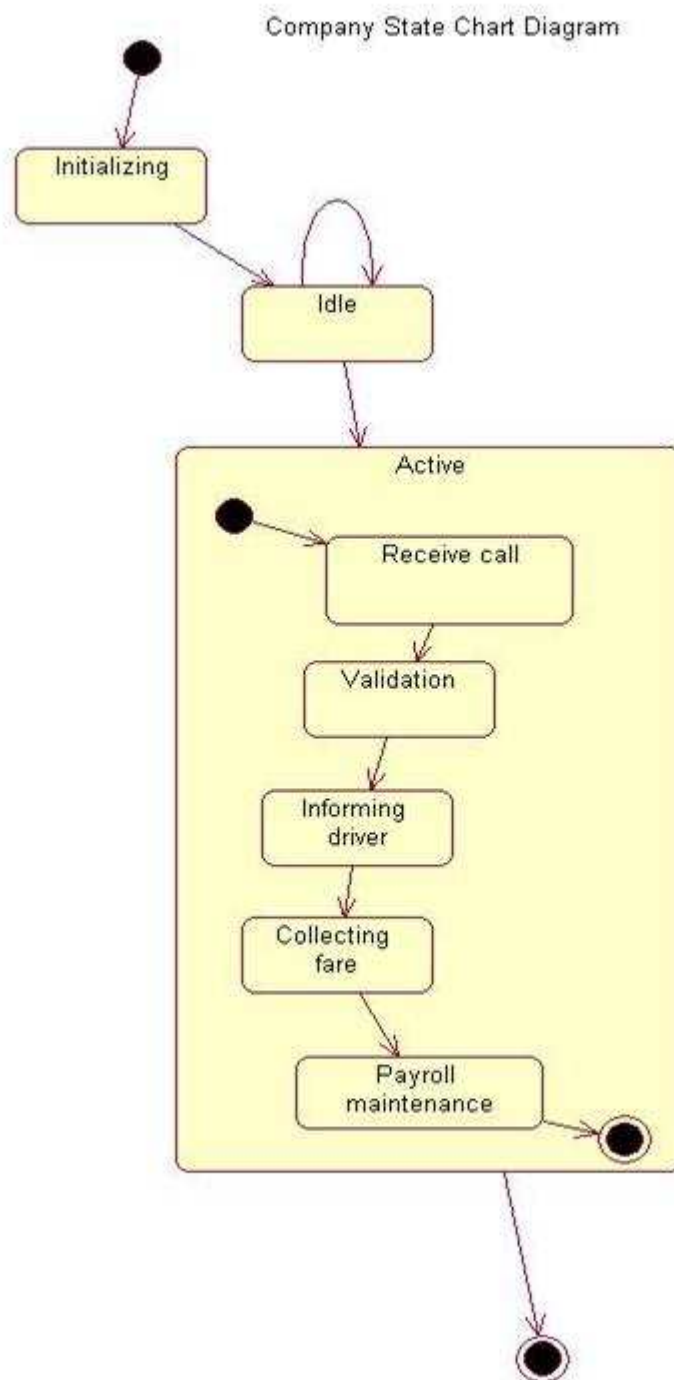 Company State Chart Diagram
Initializing
Idle
Active
Receive call
Validation
Informing
driver
Collecting
fare
Payroll
maintenance